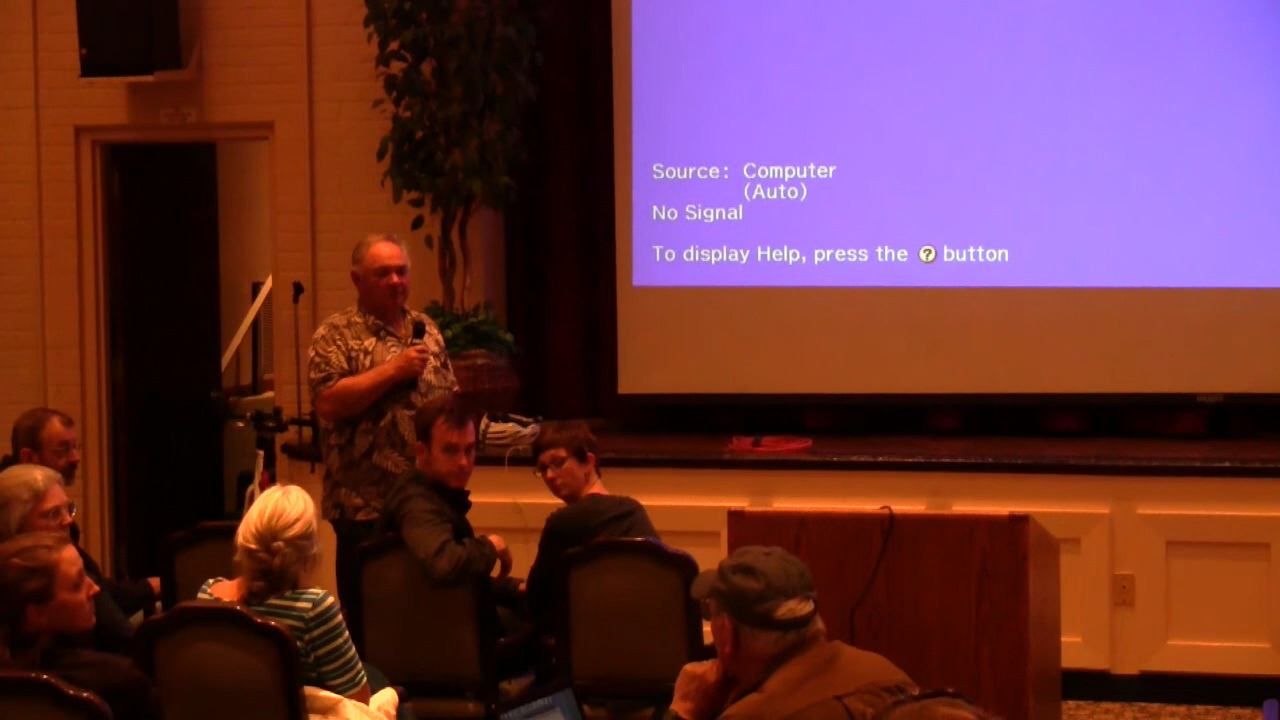 Source: Computer
(Auto)
No Signal
To display Help, press the ? button